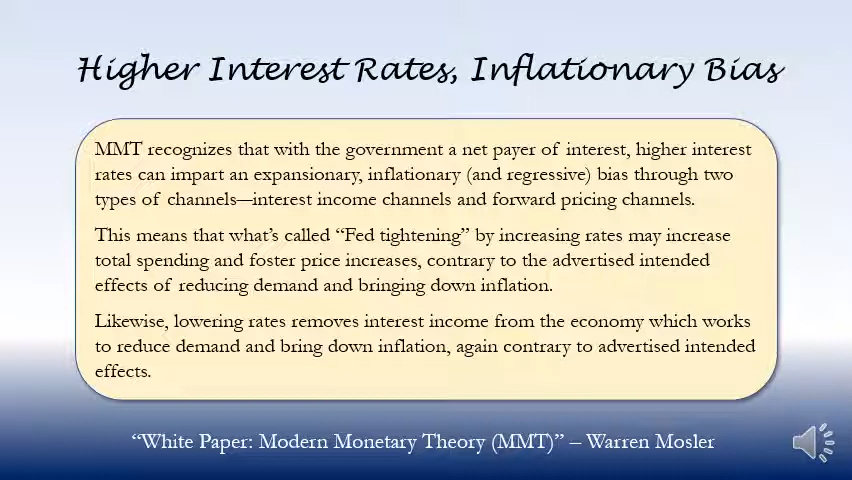 Higher Interest Rates, Inflationary Bias
MMT recognizes that with the government a net payer of interest, higher interest
rates can impart an expansionary, inflationary (and regressive) bias through two
types of channels—interest income channels and forward pricing channels.
This means that what’s called “Fed tightening” by increasing rates may increase
total spending and foster price increases, contrary to the advertised intended
effects of reducing demand and bringing down inflation.
Likewise, lowering rates removes interest income from the economy which works
to reduce demand and bring down inflation, again contrary to advertised intended
effects.
“White Paper: Modern Monetary Theory (MMT)” – Warren Mosler